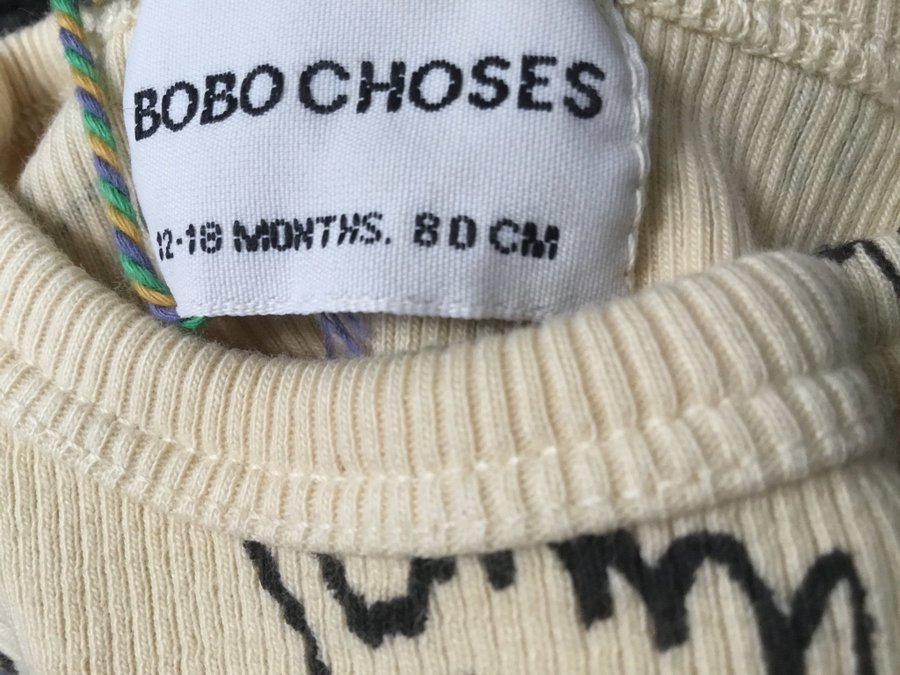 BOBO CHOSES
12-18 MONTHS. 80 CM